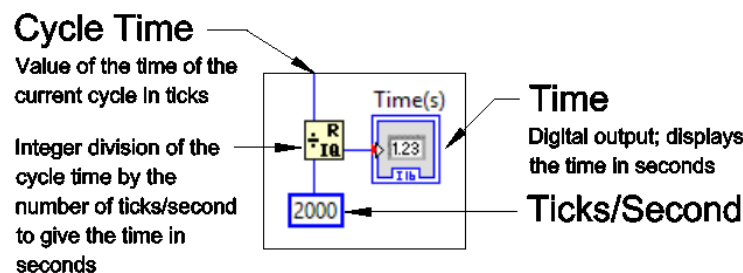 Cycle Time
Value of the time of the
current cycle in ticks
Integer division of the
cycle time by the
number of ticks/second
to give the time in
seconds
Time(s)
÷ R
IQ
1.23
I16
2000
Time
Digital output; displays
the time in seconds
Ticks/Second